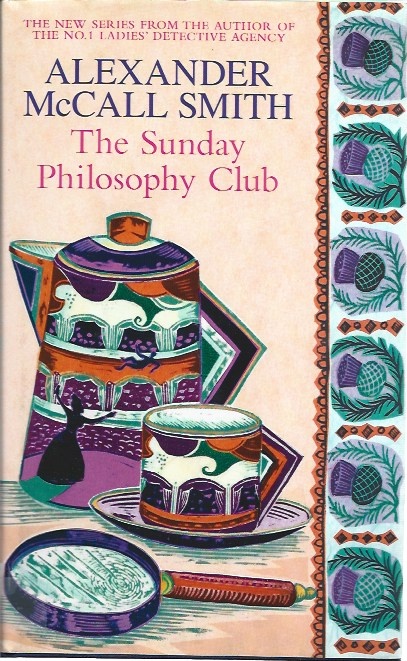 THE NEW SERIES FROM THE AUTHOR OF
THE NO.1 LADIES' DETECTIVE AGENCY
ALEXANDER
McCALL SMITH
The Sunday
Philosophy Club